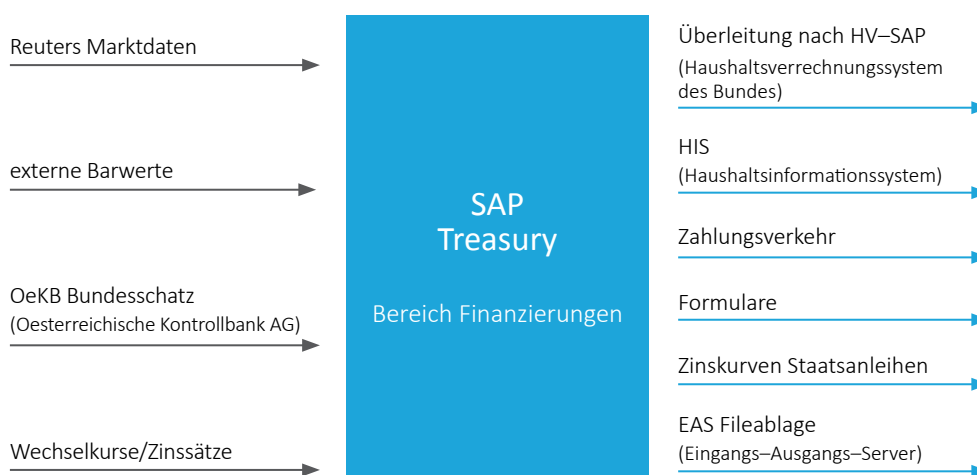 Reuters Marktdaten
externe Barwerte
OeKB Bundesschatz
(Oesterreichische Kontrollbank AG)
Wechselkurse/Zinssätze
SAP
Treasury
Bereich Finanzierungen
Überleitung nach HV–SAP
(Haushaltsverrechnungssystem
des Bundes)
HIS
(Haushaltsinformationssystem)
Zahlungsverkehr
Formulare
Zinskurven Staatsanleihen
EAS Fileablage
(Eingangs–Ausgangs–Server)